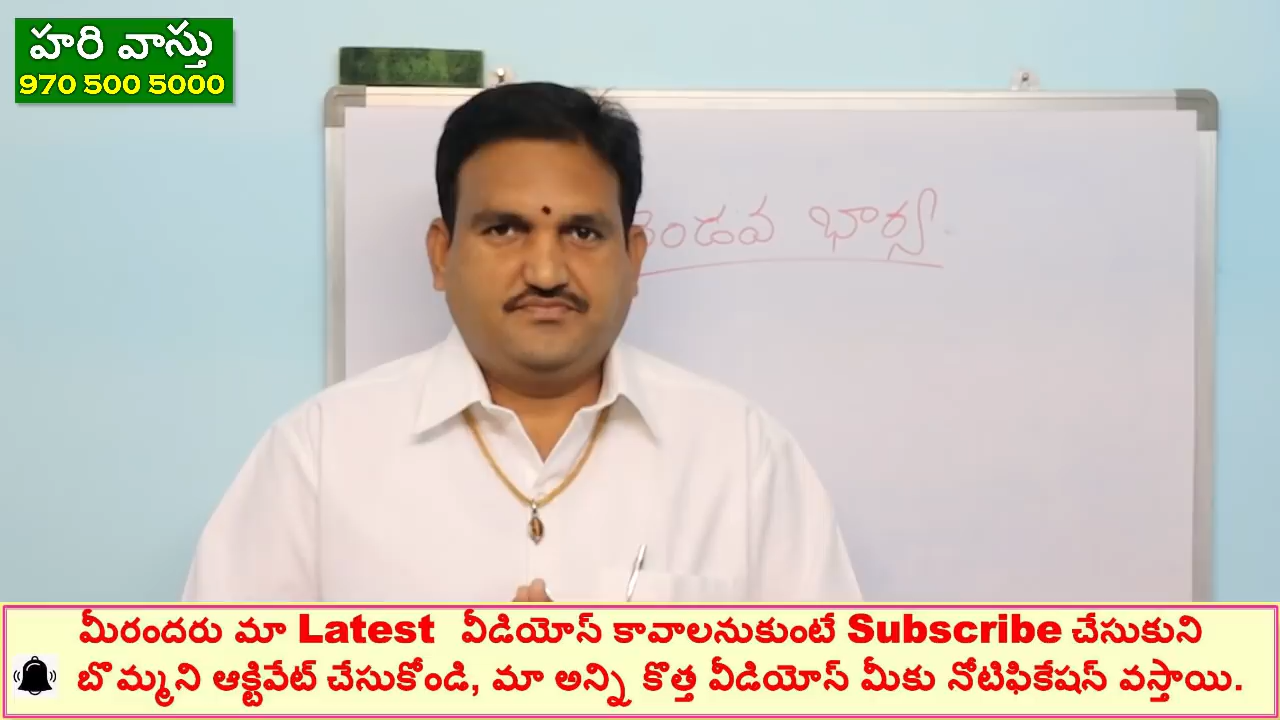 హరి వాస్తు
970 500 5000
రెండవ భార్య
మీరందరు మా Latest వీడియోస్ కావాలనుకుంటే Subscribe చేసుకుని
బొమ్మని ఆక్టివేట్ చేసుకోండి, మా అన్ని కొత్త వీడియోస్ మీకు నోటిఫికేషన్ వస్తాయి.